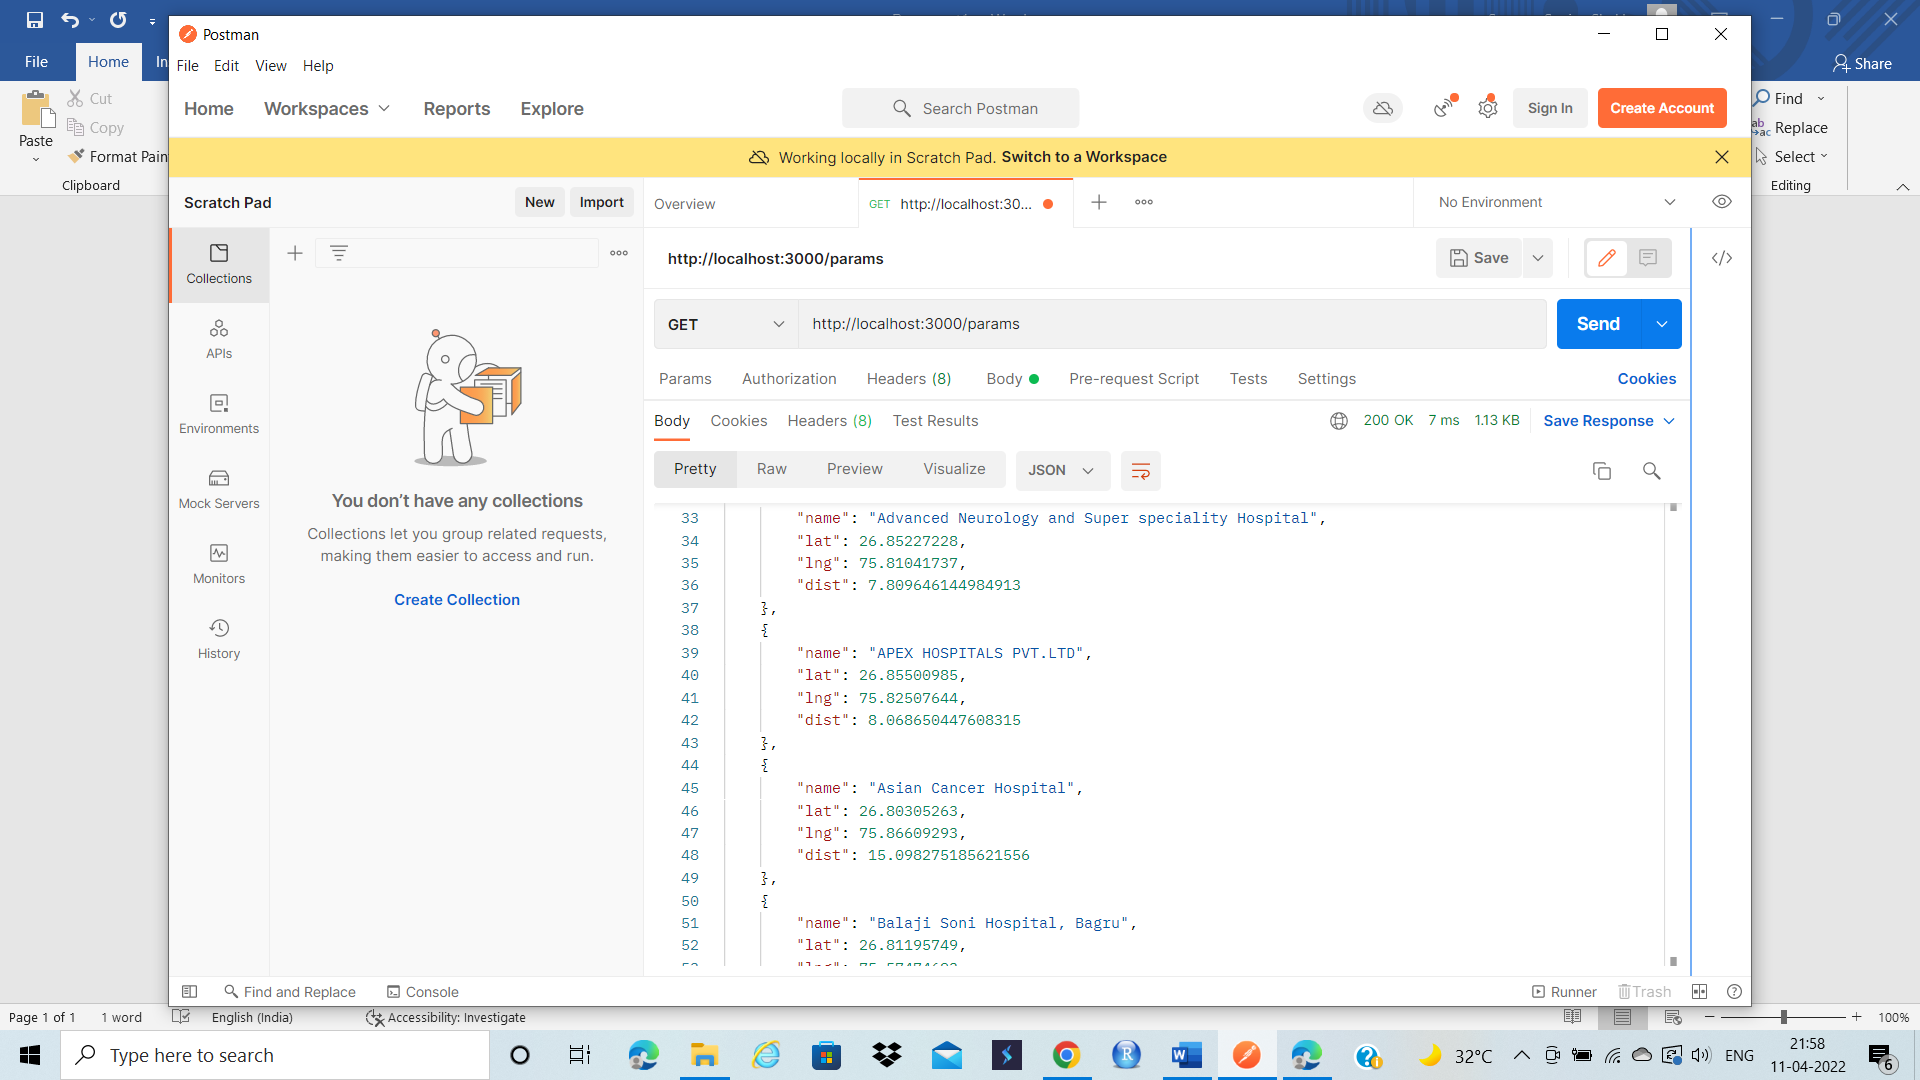 Postman
File Edit View Help
File Home In
Share
Home Workspaces Reports Explore
Search Postman
Sign In Create Account
Paste
Cut
Copy
Format Pain
Clipboard
Find
Replace
Select
Editing
Working locally in Scratch Pad. Switch to a Workspace
Scratch Pad New Import
Overview GET http://localhost:30... No Environment
Collections
APIs
Environments
Mock Servers
Monitors
History
You don’t have any collections
Collections let you group related requests,
making them easier to access and run.
Create Collection
http://localhost:3000/params
Save
GET http://localhost:3000/params Send
Params Authorization Headers (8) Body Pre-request Script Tests Settings Cookies
Body Cookies Headers (8) Test Results 200 OK 7 ms 1.13 KB Save Response
Pretty Raw Preview Visualize JSON
33 "name": "Advanced Neurology and Super speciality Hospital",
34 "lat": 26.85227228,
35 "lng": 75.81041737,
36 "dist": 7.809646144984913
37 },
38 {
39 "name": "APEX HOSPITALS PVT.LTD",
40 "lat": 26.85500985,
41 "lng": 75.82507644,
42 "dist": 8.068650447608315
43 },
44 {
45 "name": "Asian Cancer Hospital",
46 "lat": 26.80305263,
47 "lng": 75.86609293,
48 "dist": 15.098275185621556
49 },
50 {
51 "name": "Balaji Soni Hospital, Bagru",
52 "lat": 26.81195749,
Find and Replace Console Runner Trash
Page 1 of 1 1 word English (India) Accessibility: Investigate 100%
Type here to search
32°C ENG
21:58
11-04-2022
6